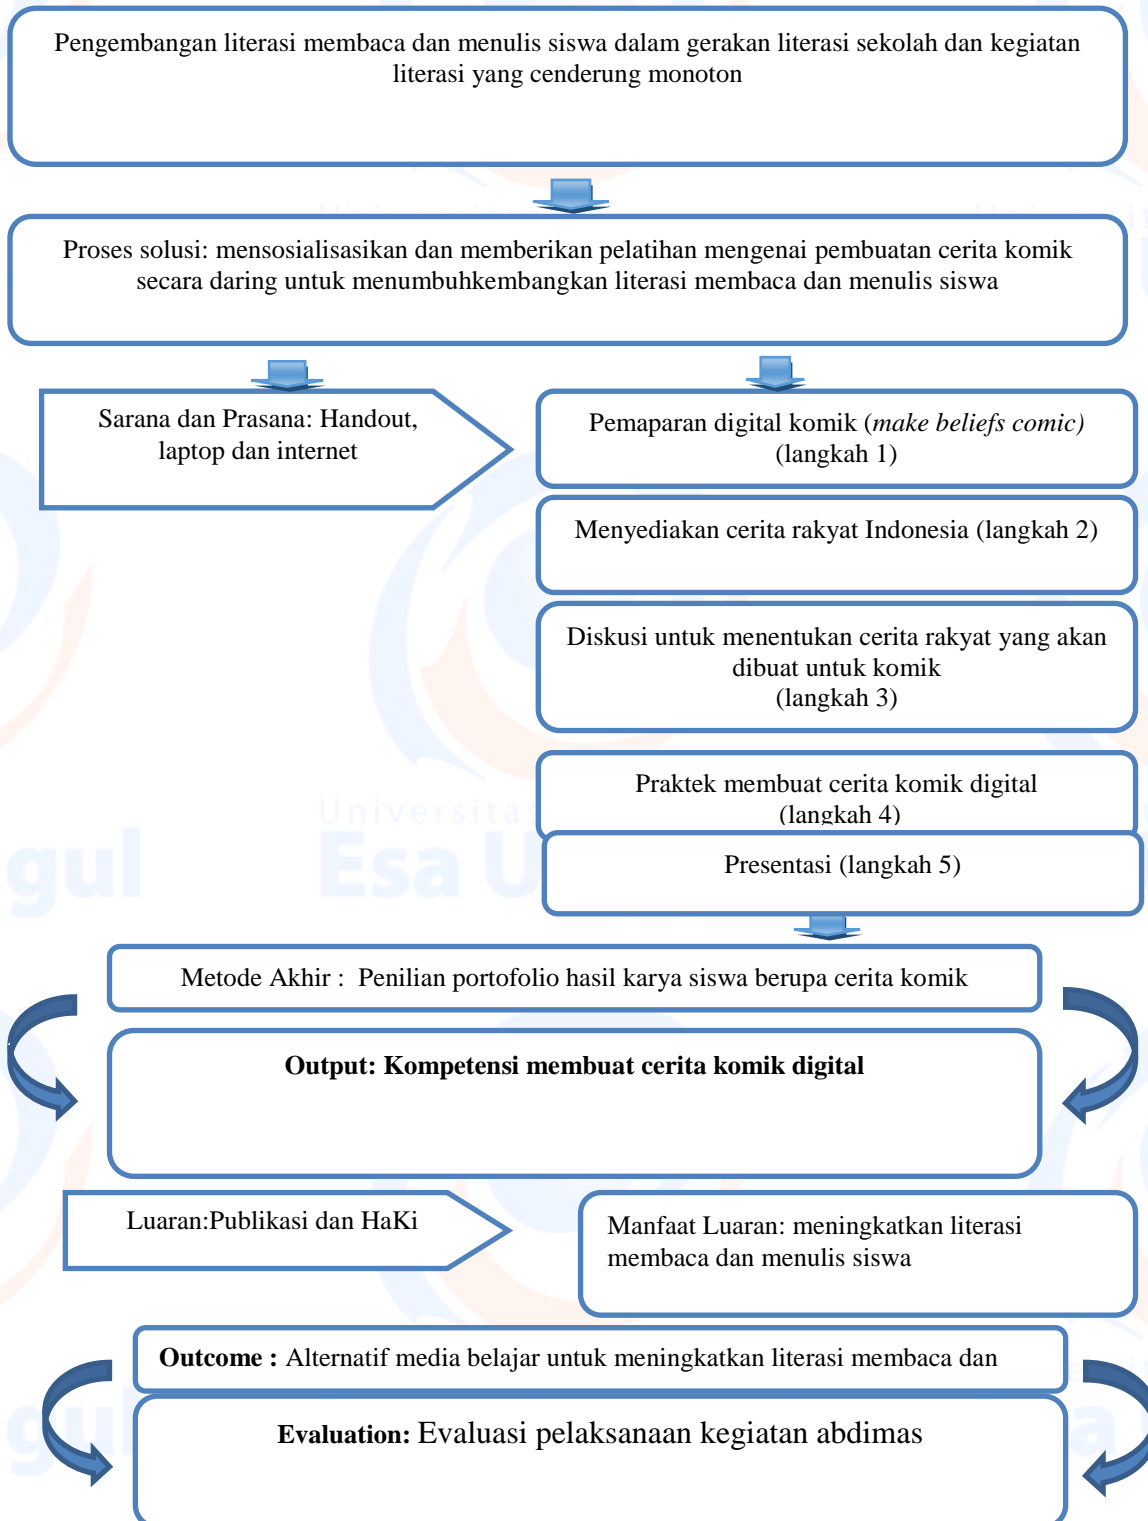 Pengembangan literasi membaca dan menulis siswa dalam gerakan literasi sekolah dan kegiatan
literasi yang cenderung monoton
Proses solusi: mensosialisasikan dan memberikan pelatihan mengenai pembuatan cerita komik
secara daring untuk menumbuhkembangkan literasi membaca dan menulis siswa
Sarana dan Prasana: Handout,
laptop dan internet
Pemaparan digital komik (make beliefs comic)
(langkah 1)
Menyediakan cerita rakyat Indonesia (langkah 2)
Diskusi untuk menentukan cerita rakyat yang akan
dibuat untuk komik
(langkah 3)
Praktek membuat cerita komik digital
(langkah 4)
Universitas
Esa U
gul
Presentasi (langkah 5)
Metode Akhir : Penilian portofolio hasil karya siswa berupa cerita komik
Output: Kompetensi membuat cerita komik digital
Luaran:Publikasi dan HaKi
Manfaat Luaran: meningkatkan literasi
membaca dan menulis siswa
Outcome : Alternatif media belajar untuk meningkatkan literasi membaca dan
Evaluation: Evaluasi pelaksanaan kegiatan abdimas